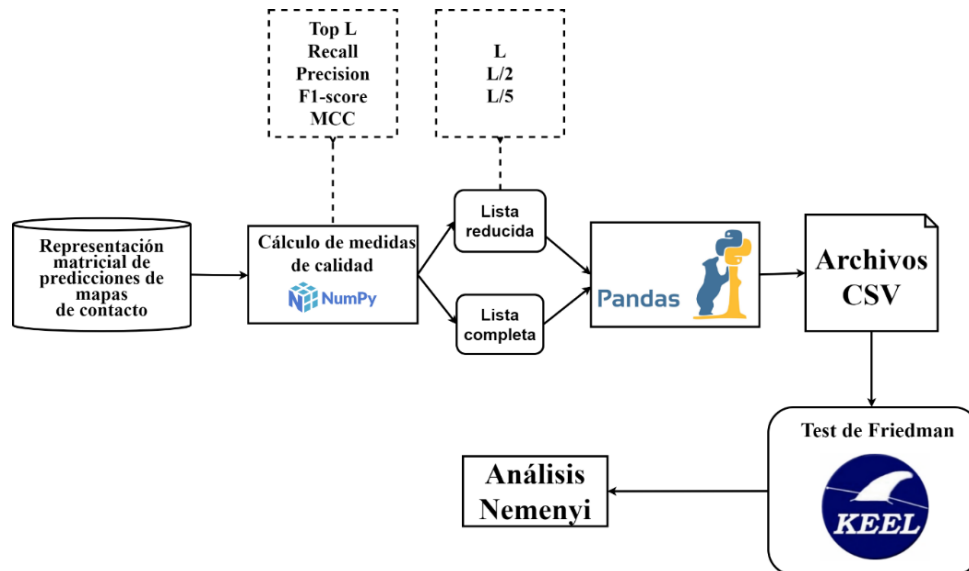 Top L
Recall
Precision
F1-score
MCC
L
L/2
L/5
Representación
matricial de
predicciones de
mapas
de contacto
Cálculo de medidas
de calidad
NumPy
Lista
reducida
Lista
completa
Pandas
Archivos
CSV
Test de Friedman
KEEL
Análisis
Nemenyi